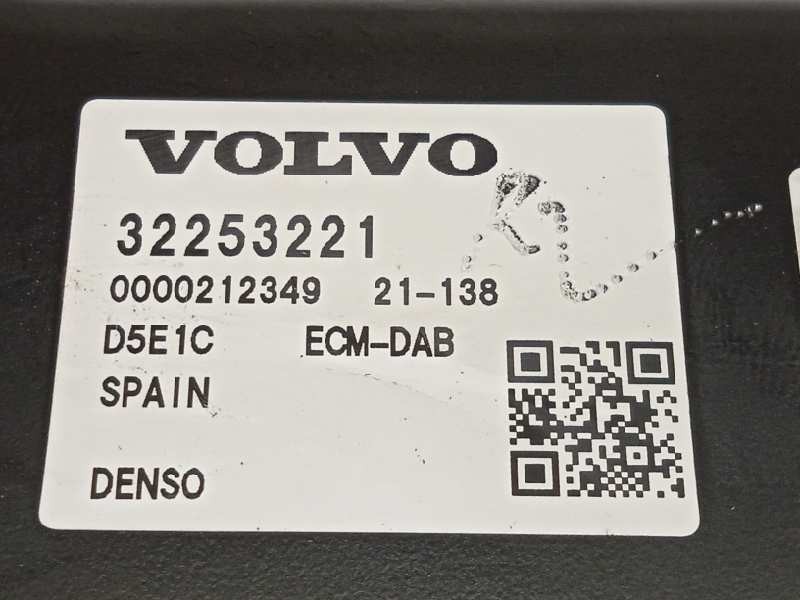 VOLVO
32253221
0000212349 21-138
D5E1C ECM-DAB
SPAIN
DENSO